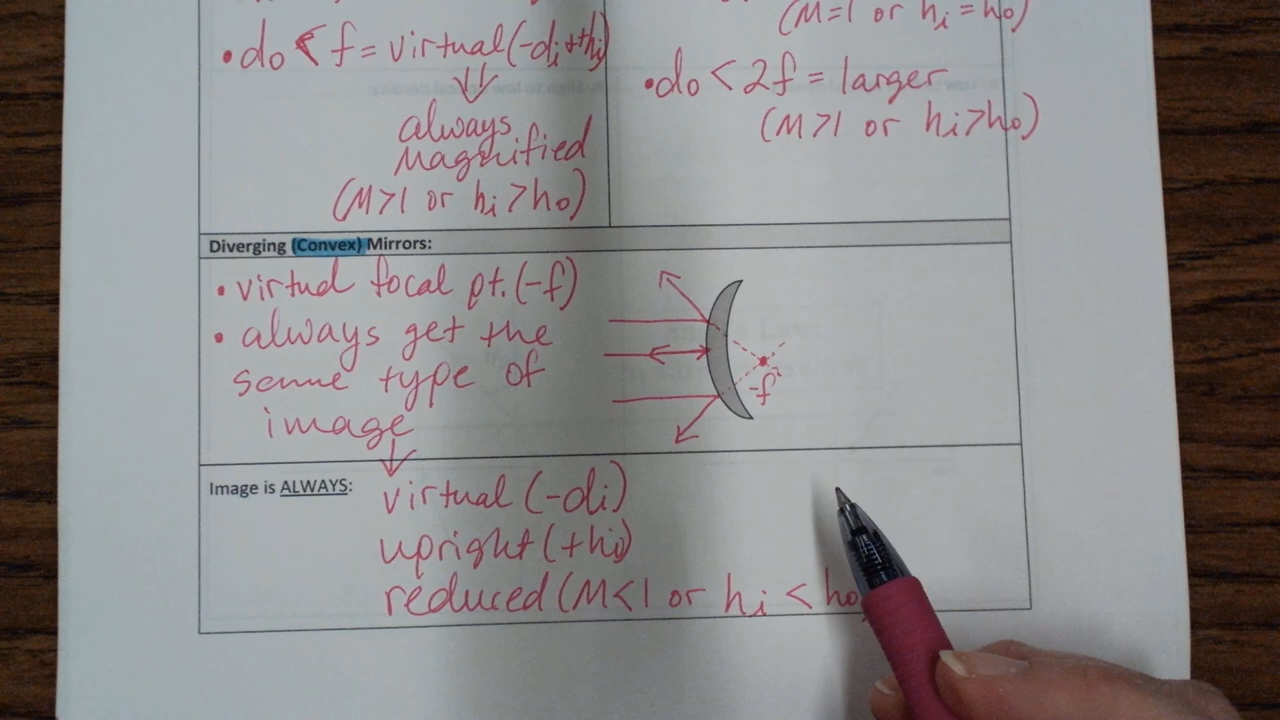 • do < f = virtual (-di, +hi)
always
magnified
(M>1 or hi >ho)
(M=1 or hi = ho)
• do < 2f = larger
(M>1 or hi>ho)
Diverging (Convex) Mirrors:
• virtual focal pt. (-f)
• always get the
same type of
image
-f
Image is ALWAYS:
virtual (-di)
upright (+hi)
reduced (M<1 or hi < ho